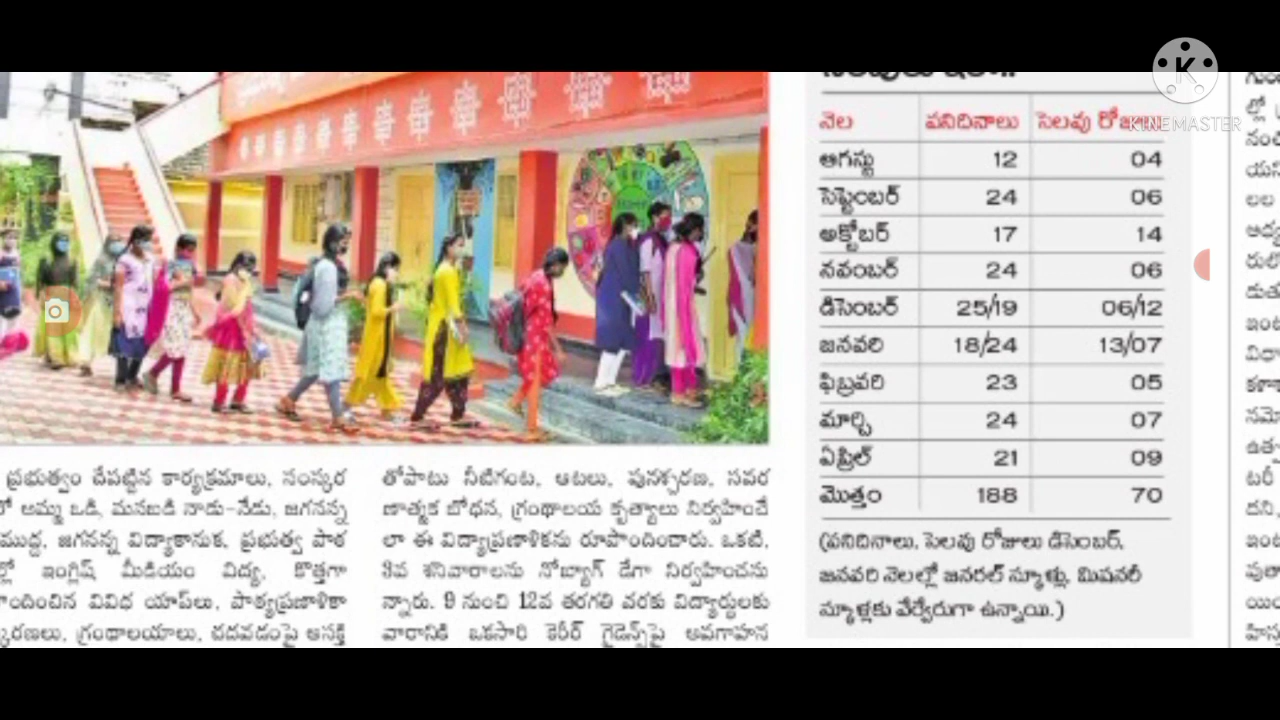 KINEMASTER
ప్రభుత్వం చేపట్టిన కార్యక్రమాలు, సంస్కర
లో అమ్మ ఒడి, మనబడి నాడు-నేడు, జగనన్న
ముద్ద, జగనన్న విద్యాకానుక, ప్రభుత్వ పాఠ
ల్లో ఇంగ్లిష్ మీడియం విద్య, కొత్తగా
ొందించిన వివిధ యాప్‌లు, పాఠ్యప్రణాళికా
్కరణలు, గ్రంథాలయాలు, చదవడంపై ఆసక్తి
తోపాటు నీటిగంట, ఆటలు, పునశ్చరణ, సవర
ణాత్మక బోధన, గ్రంథాలయ కృత్యాలు నిర్వహించే
లా ఈ విద్యాప్రణాళికను రూపొందించారు. ఒకటి,
3వ శనివారాలను నోబ్యాగ్ డేగా నిర్వహించను
న్నారు. 9 నుంచి 12వ తరగతి వరకు విద్యార్థులకు
వారానికి ఒకసారి కెరీర్ గైడెన్స్‌పై అవగాహన
నెల పనిదినాలు సెలవు రోజులు
ఆగస్టు 12 04
సెప్టెంబర్ 24 06
అక్టోబర్ 17 14
నవంబర్ 24 06
డిసెంబర్ 25/19 06/12
జనవరి 18/24 13/07
ఫిబ్రవరి 23 05
మార్చి 24 07
ఏప్రిల్ 21 09
మొత్తం 188 70
(పనిదినాలు, సెలవు రోజులు డిసెంబర్,
జనవరి నెలల్లో జనరల్ స్కూళ్లు, మిషనరీ
స్కూళ్లకు వేర్వేరుగా ఉన్నాయి.)